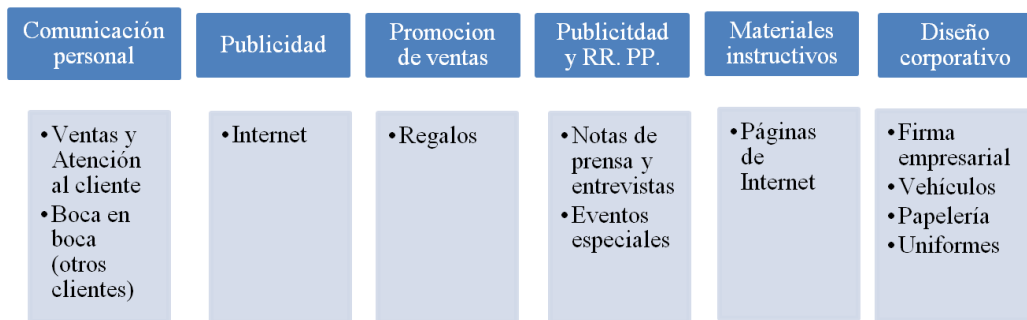 Comunicación
personal
Publicidad
Promocion
de ventas
Publicitdad
y RR. PP.
Materiales
instructivos
Diseño
corporativo
•Ventas y
Atención
al cliente
•Boca en
boca
(otros
clientes)
•Internet
•Regalos
•Notas de
prensa y
entrevistas
•Eventos
especiales
•Páginas
de
Internet
•Firma
empresarial
•Vehículos
•Papelería
•Uniformes